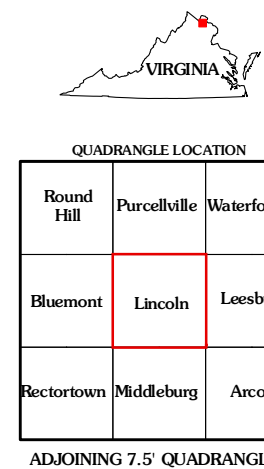 VIRGINIA
QUADRANGLE LOCATION
Round
Hill
Purcellville
Waterfo
Bluemont
Lincoln
Leesb
Rectortown
Middleburg
Arco
ADJOINING 7.5' QUADRANGL